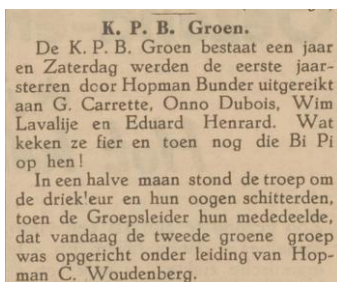 K. P. B. Groen.
De K. P. B. Groen bestaat een jaar
en Zaterdag werden de eerste jaar-
sterren door Hopman Bunder uitgereikt
aan G. Carrette, Onno Dubois, Wim
Lavalije en Eduard Henrard. Wat
keken ze fier en toen nog die Bi Pi
op hen!
In een halve maan stond de troep om
de driek'eur en hun oogen schitterden,
toen de Groepsleider hun mededeelde,
dat vandaag de tweede groene groep
was opgericht onder leiding van Hop-
man C. Woudenberg.